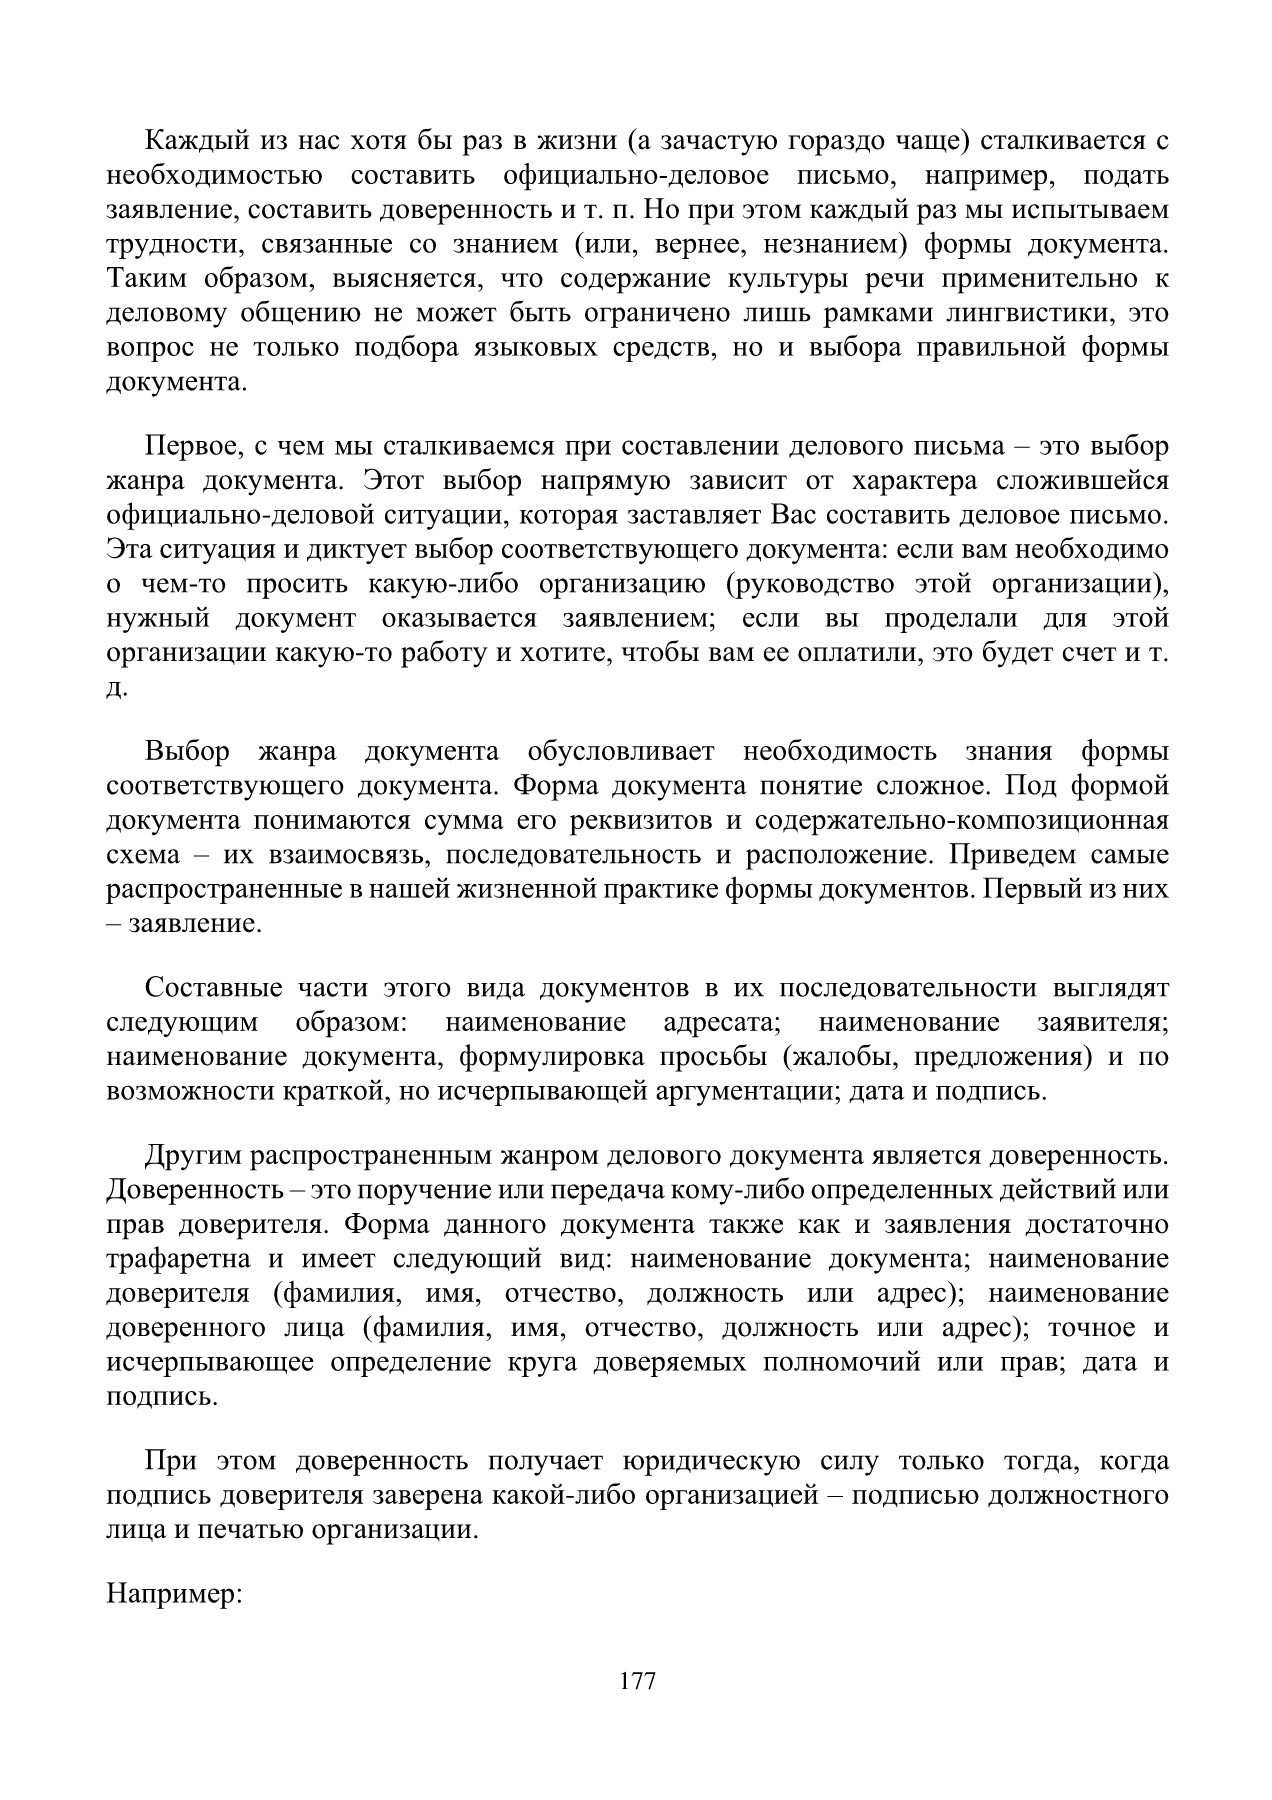 Каждый из нас хотя бы раз в жизни (а зачастую гораздо чаще) сталкивается с
необходимостью составить официально-деловое письмо, например, подать
заявление, составить доверенность и т. п. Но при этом каждый раз мы испытываем
трудности, связанные со знанием (или, вернее, незнанием) формы документа.
Таким образом, выясняется, что содержание культуры речи применительно к
деловому общению не может быть ограничено лишь рамками лингвистики, это
вопрос не только подбора языковых средств, но и выбора правильной формы
документа.
Первое, с чем мы сталкиваемся при составлении делового письма – это выбор
жанра документа. Этот выбор напрямую зависит от характера сложившейся
официально-деловой ситуации, которая заставляет Вас составить деловое письмо.
Эта ситуация и диктует выбор соответствующего документа: если вам необходимо
о чем-то просить какую-либо организацию (руководство этой организации),
нужный документ оказывается заявлением; если вы проделали для этой
организации какую-то работу и хотите, чтобы вам ее оплатили, это будет счет и т.
д.
Выбор жанра документа обусловливает необходимость знания формы
соответствующего документа. Форма документа понятие сложное. Под формой
документа понимаются сумма его реквизитов и содержательно-композиционная
схема – их взаимосвязь, последовательность и расположение. Приведем самые
распространенные в нашей жизненной практике формы документов. Первый из них
– заявление.
Составные части этого вида документов в их последовательности выглядят
следующим образом: наименование адресата; наименование заявителя;
наименование документа, формулировка просьбы (жалобы, предложения) и по
возможности краткой, но исчерпывающей аргументации; дата и подпись.
Другим распространенным жанром делового документа является доверенность.
Доверенность – это поручение или передача кому-либо определенных действий или
прав доверителя. Форма данного документа также как и заявления достаточно
трафаретна и имеет следующий вид: наименование документа; наименование
доверителя (фамилия, имя, отчество, должность или адрес); наименование
доверенного лица (фамилия, имя, отчество, должность или адрес); точное и
исчерпывающее определение круга доверяемых полномочий или прав; дата и
подпись.
При этом доверенность получает юридическую силу только тогда, когда
подпись доверителя заверена какой-либо организацией – подписью должностного
лица и печатью организации.
Например:
177